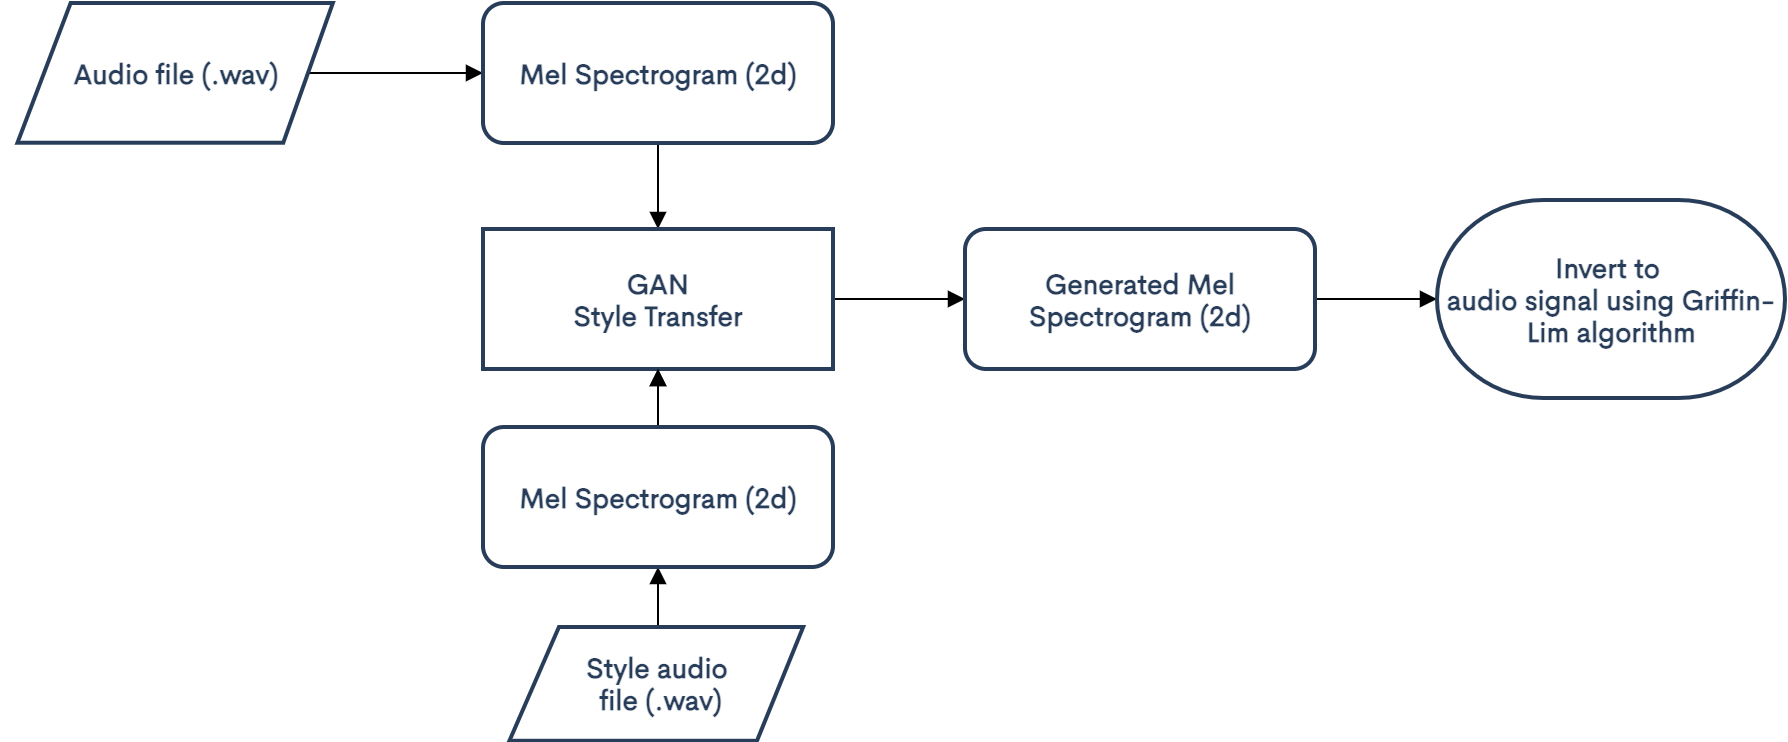 Audio file (.wav)
Mel Spectrogram (2d)
GAN
Style Transfer
Generated Mel
Spectrogram (2d)
Invert to
audio signal using Griffin-
Lim algorithm
Mel Spectrogram (2d)
Style audio
file (.wav)